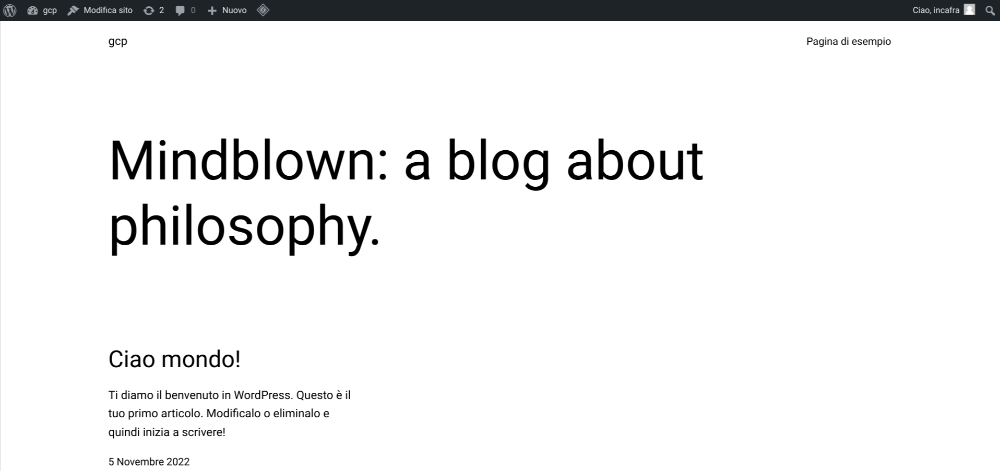 gcp
Modifica sito
2
0
Nuovo
Ciao, incafra
gcp
Pagina di esempio
Mindblown: a blog about
philosophy.
Ciao mondo!
Ti diamo il benvenuto in WordPress. Questo è il
tuo primo articolo. Modificalo o eliminalo e
quindi inizia a scrivere!
5 Novembre 2022